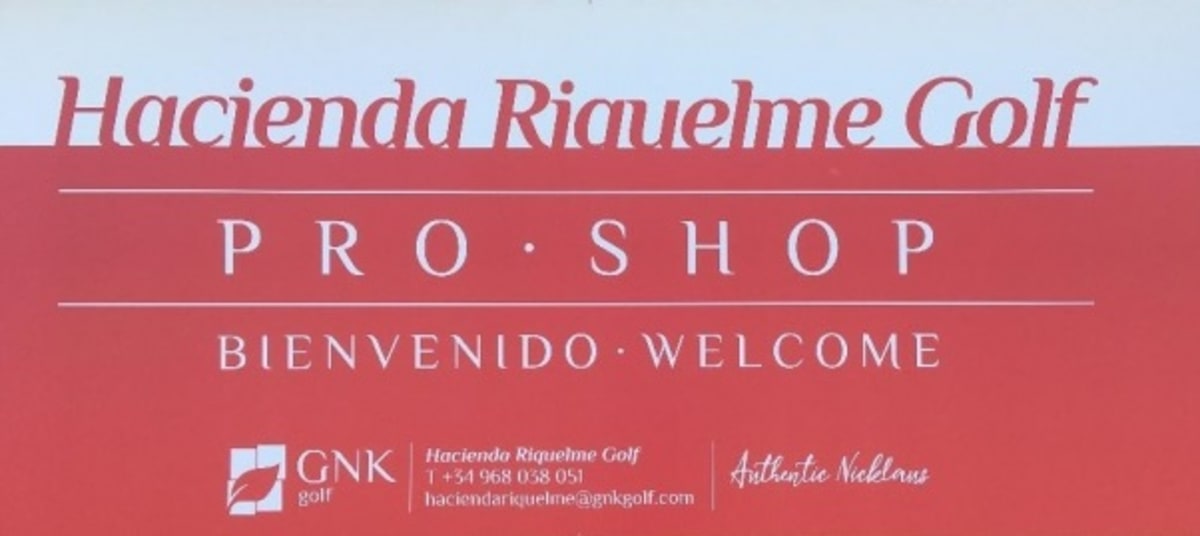 Hacienda Riquelme Golf
PRO·SHOP
BIENVENIDO·WELCOME
GNK
golf
Hacienda Riquelme Golf
T +34 968 038 051
haciendariquelme@gnkgolf.com
Authentic Nicklaus